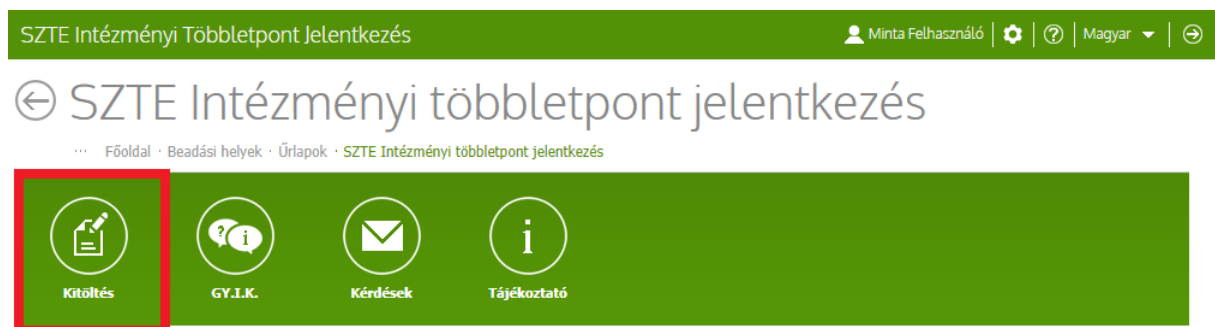 SZTE Intézményi Többletpont Jelentkezés
Minta Felhasználó | Magyar
SZTE Intézményi többletpont jelentkezés
··· Főoldal · Beadási helyek · Űrlapok · SZTE Intézményi többletpont jelentkezés
Kitöltés GY.I.K. Kérdések Tájékoztató